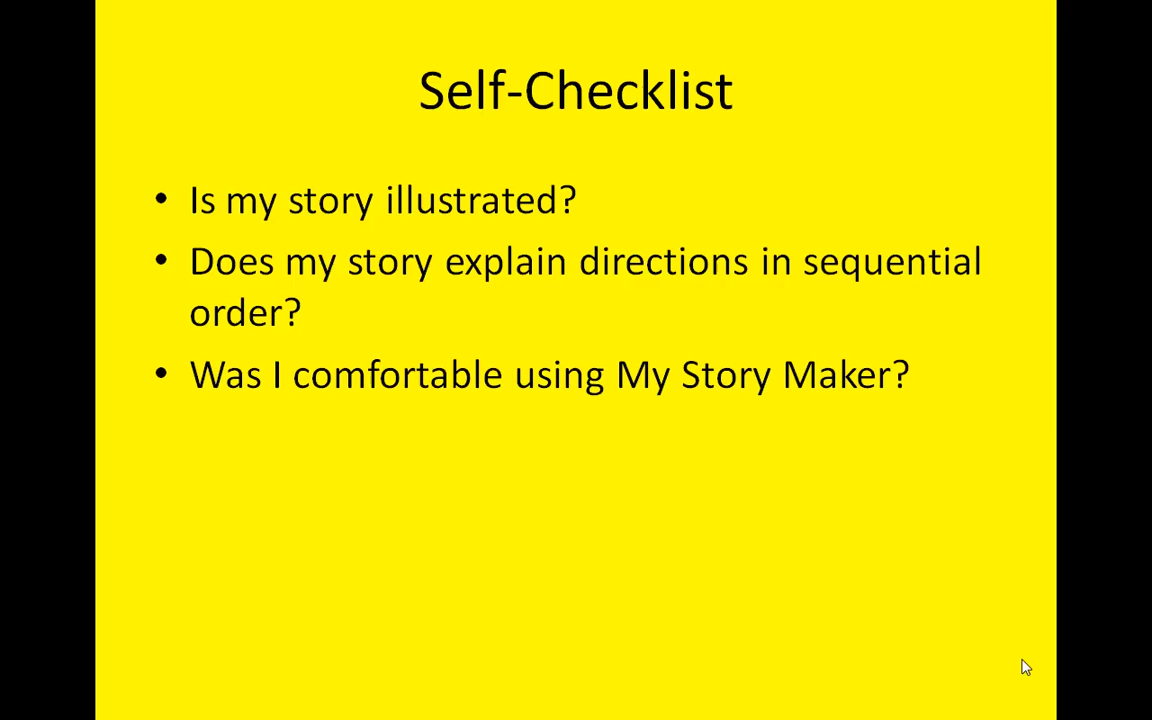 Self-Checklist
• Is my story illustrated?
• Does my story explain directions in sequential
order?
• Was I comfortable using My Story Maker?